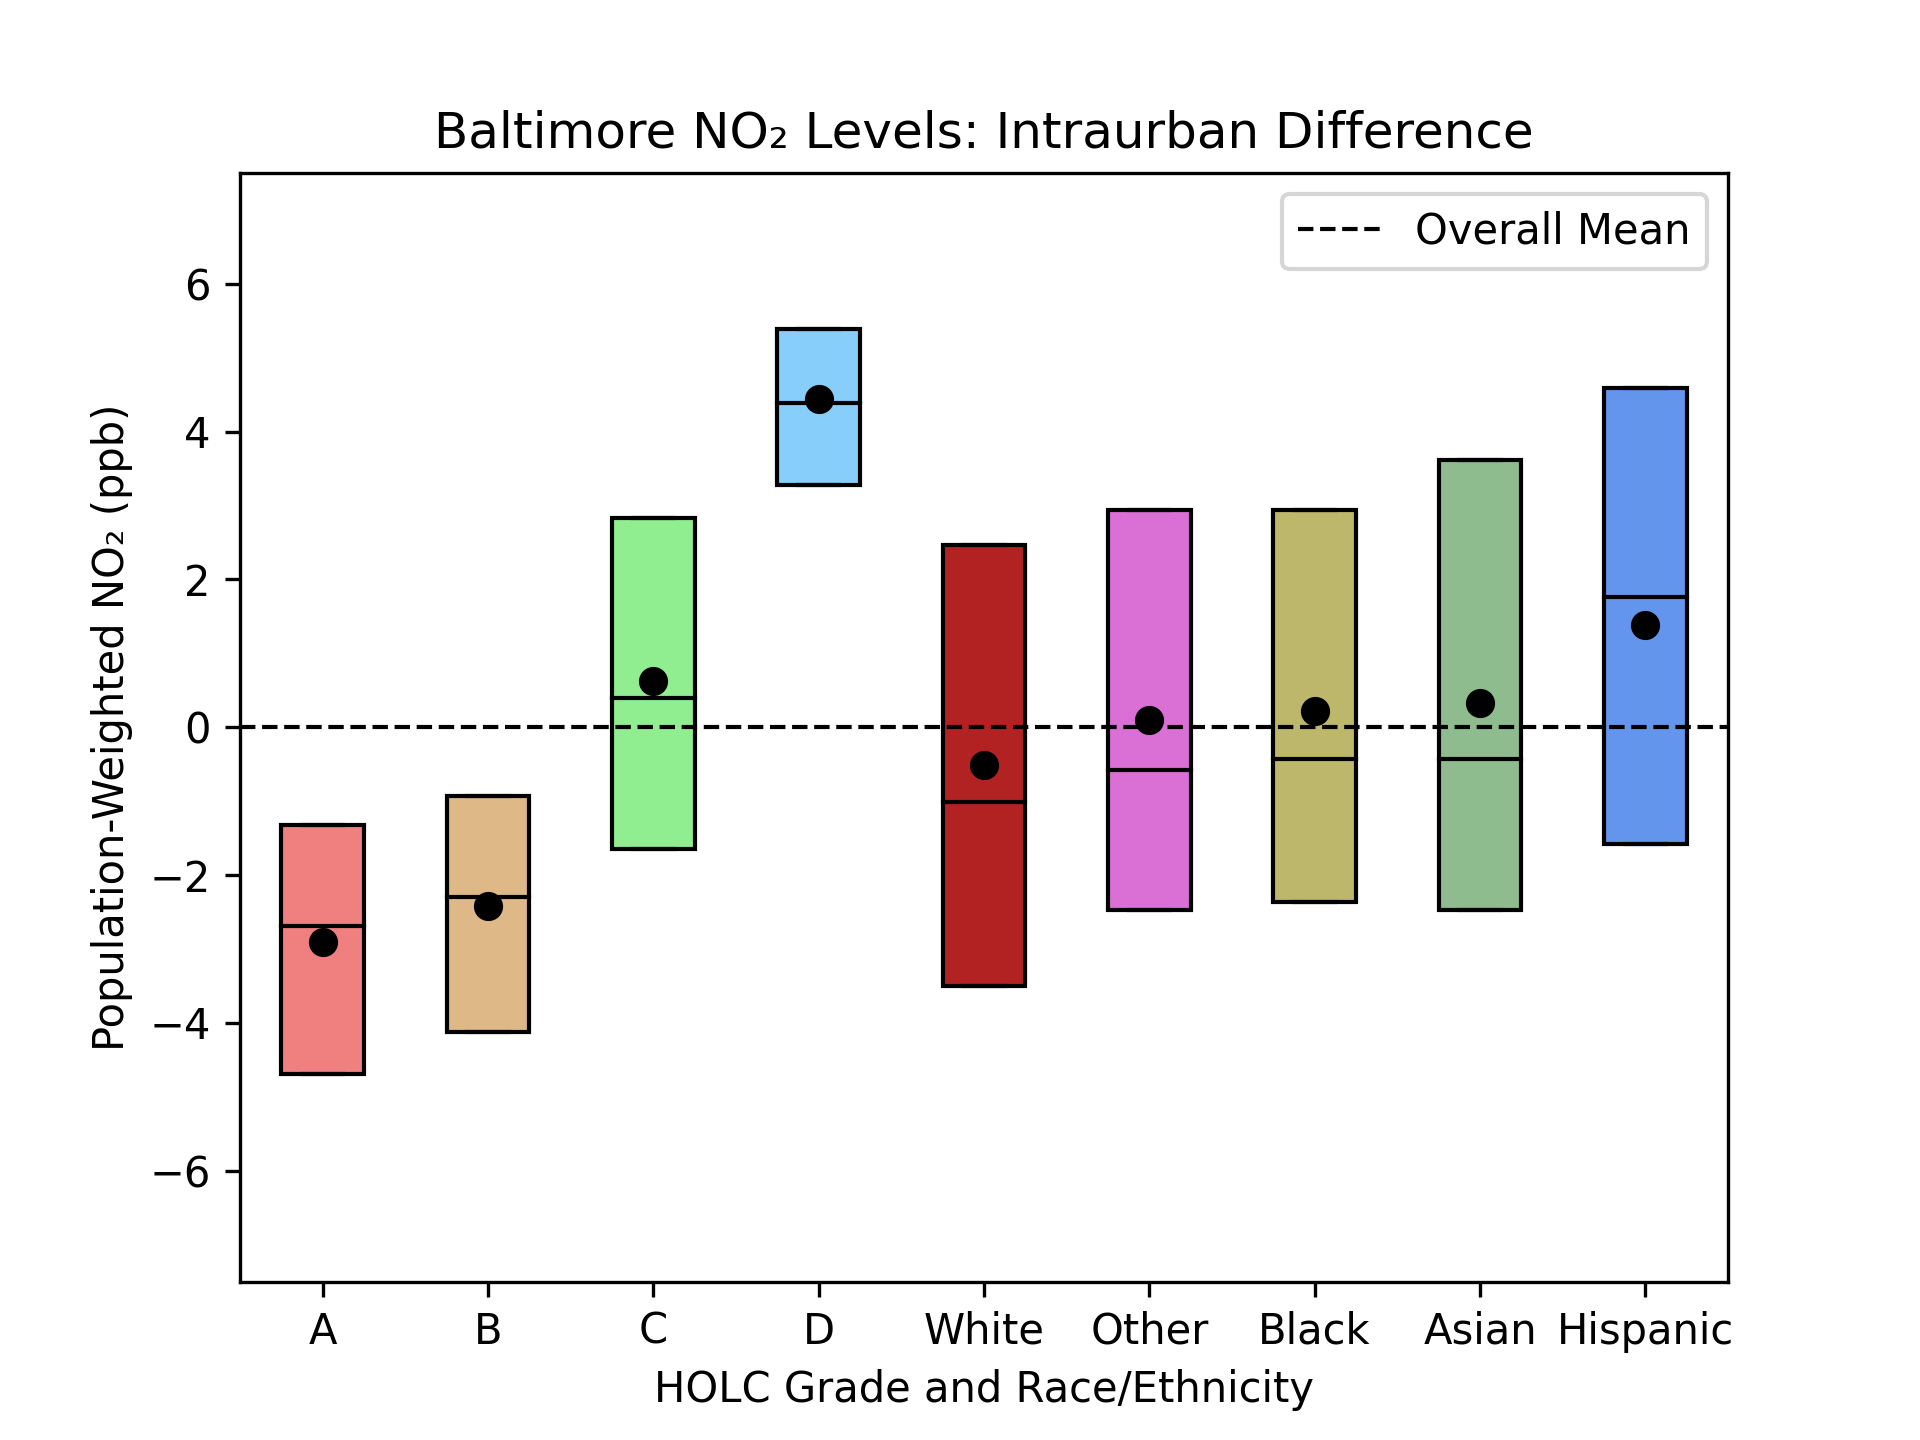 Baltimore NO₂ Levels: Intraurban Difference
Overall Mean
Population-Weighted NO₂ (ppb)
6
4
2
0
−2
−4
−6
A B C D White Other Black Asian Hispanic
HOLC Grade and Race/Ethnicity